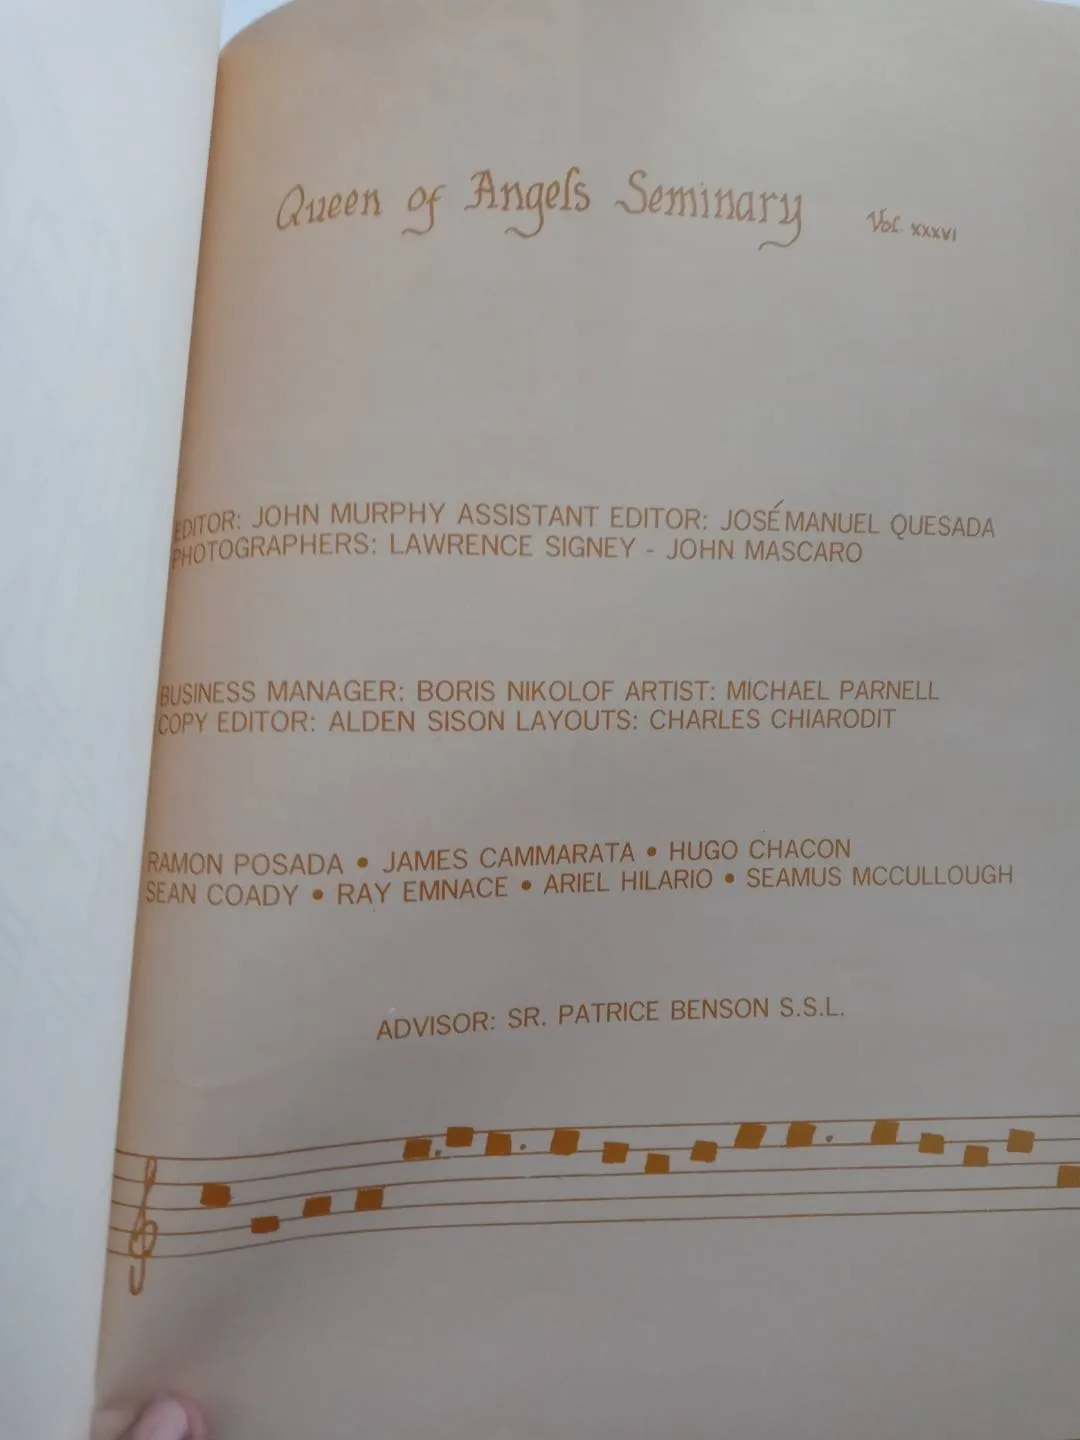 Queen of Angels Seminary Vol. XXXVI
EDITOR: JOHN MURPHY ASSISTANT EDITOR: JOSÉ MANUEL QUESADA
PHOTOGRAPHERS: LAWRENCE SIGNEY - JOHN MASCARO
BUSINESS MANAGER: BORIS NIKOLOF ARTIST: MICHAEL PARNELL
COPY EDITOR: ALDEN SISON LAYOUTS: CHARLES CHIARODIT
RAMON POSADA • JAMES CAMMARATA • HUGO CHACON
SEAN COADY • RAY EMNACE • ARIEL HILARIO • SEAMUS MCCULLOUGH
ADVISOR: SR. PATRICE BENSON S.S.L.